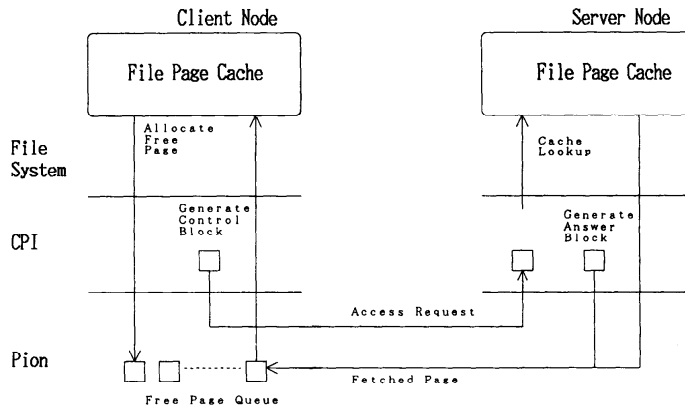 Client Node
Server Node
File Page Cache
File Page Cache
Allocate
Free
Page
Cache
Lookup
File
System
Generate
Control
Block
Generate
Answer
Block
CPI
Access Request
Pion
Fetched Page
Free Page Queue